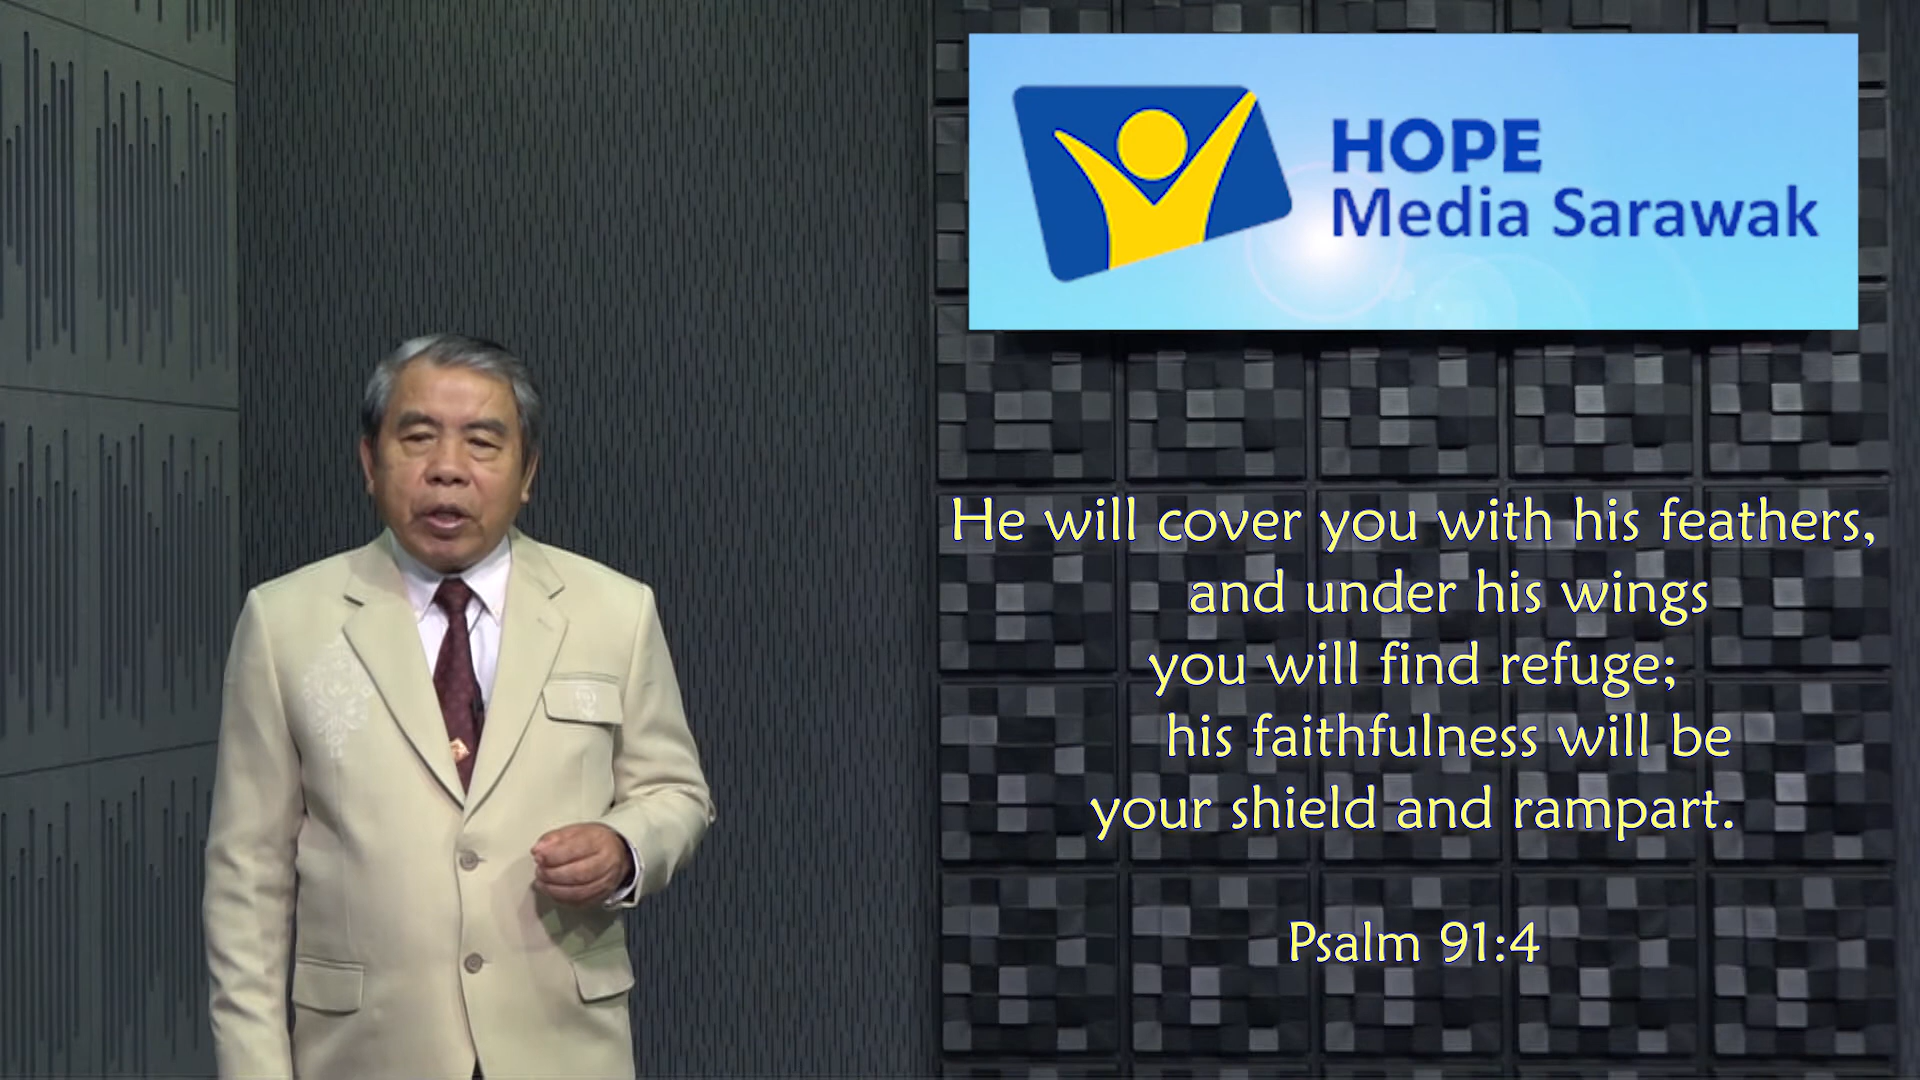 HOPE
Media Sarawak
He will cover you with his feathers,
and under his wings
you will find refuge;
his faithfulness will be
your shield and rampart.
Psalm 91:4